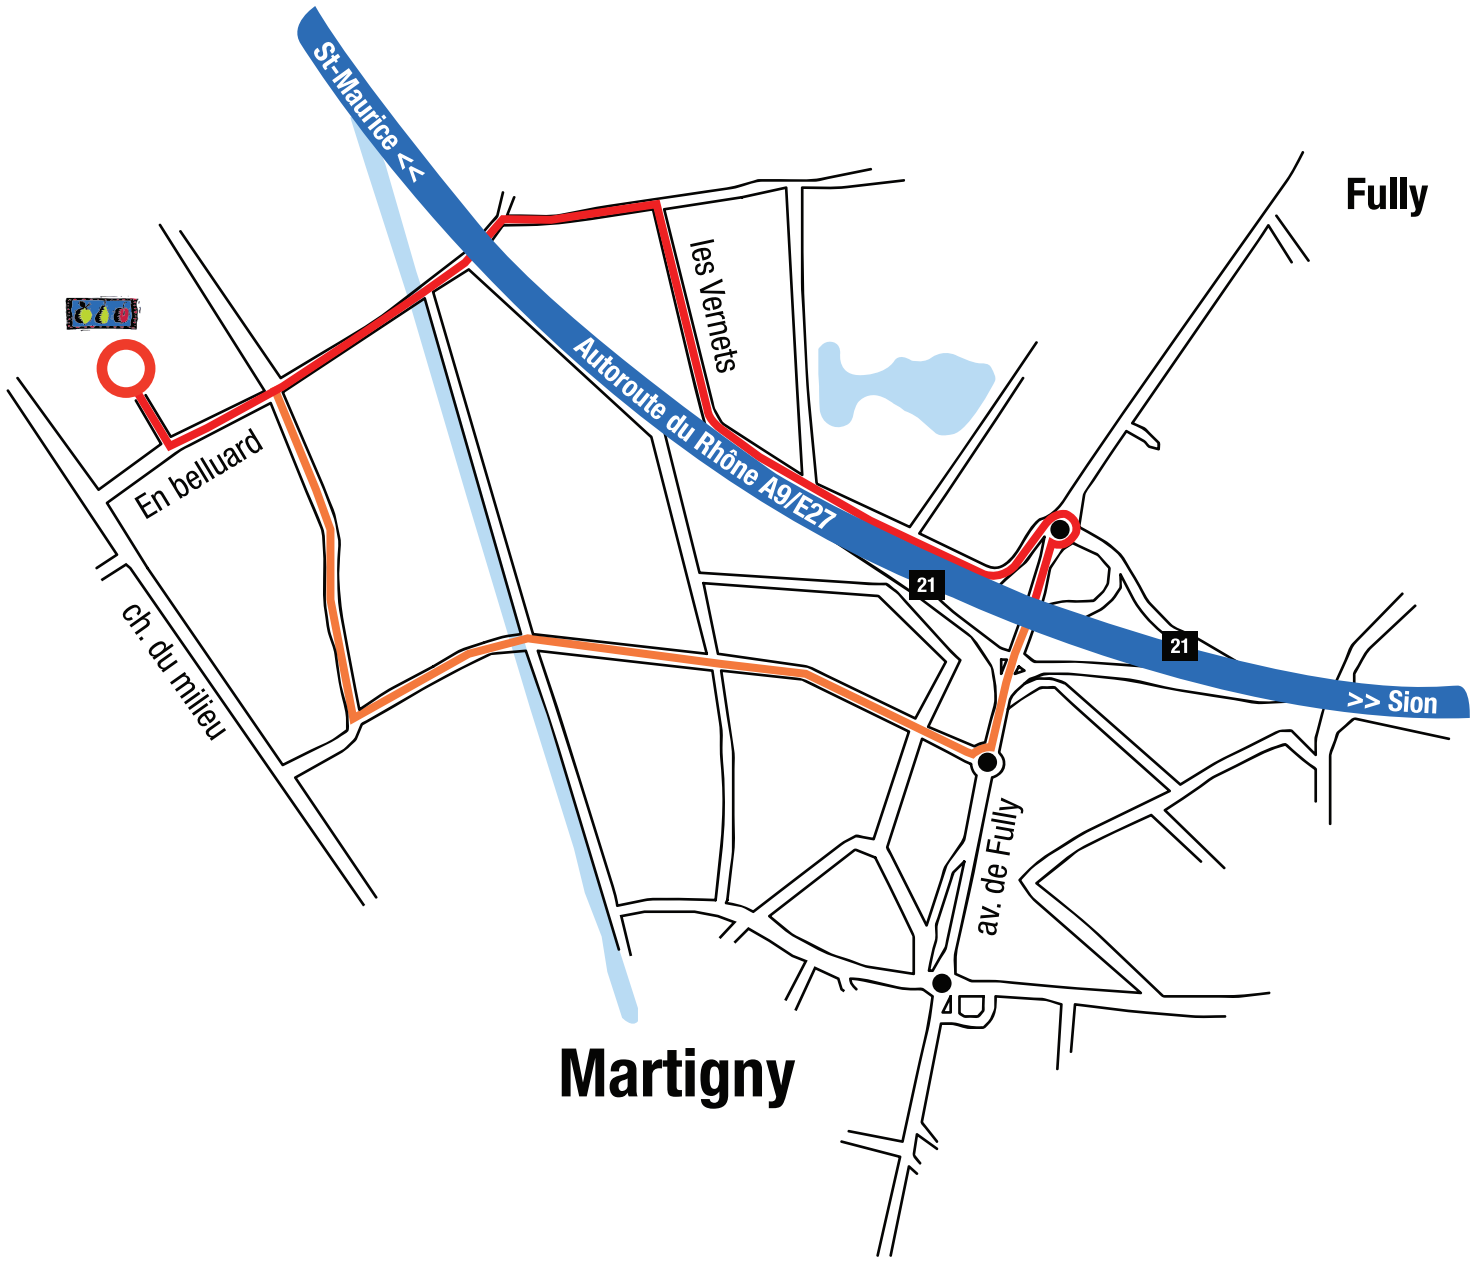 St-Maurice <<
Fully
les Vernets
Autoroute du Rhône A9/E27
En belluard
21
ch. du milieu
21
>> Sion
av. de Fully
Martigny